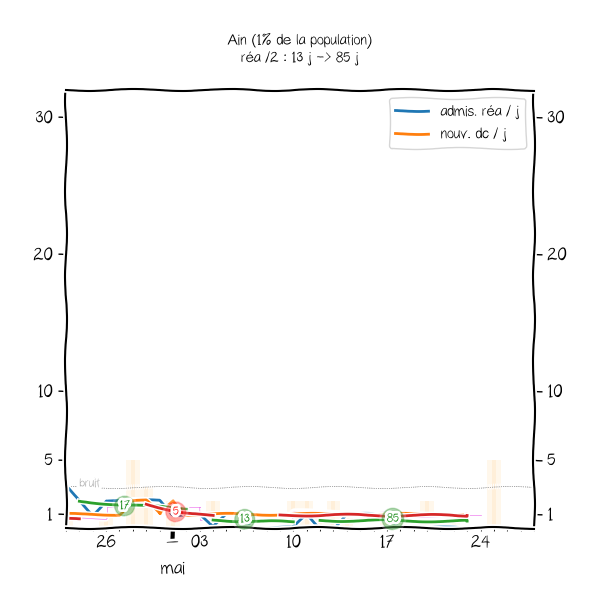 Ain (1% de la population)
réa /2 : 13 j -> 85 j
admis. réa / j
nouv. dc / j
30 30
20 20
10 10
5 5
bruit
17 5 13 85
1 1
26 03 10 17 24
mai